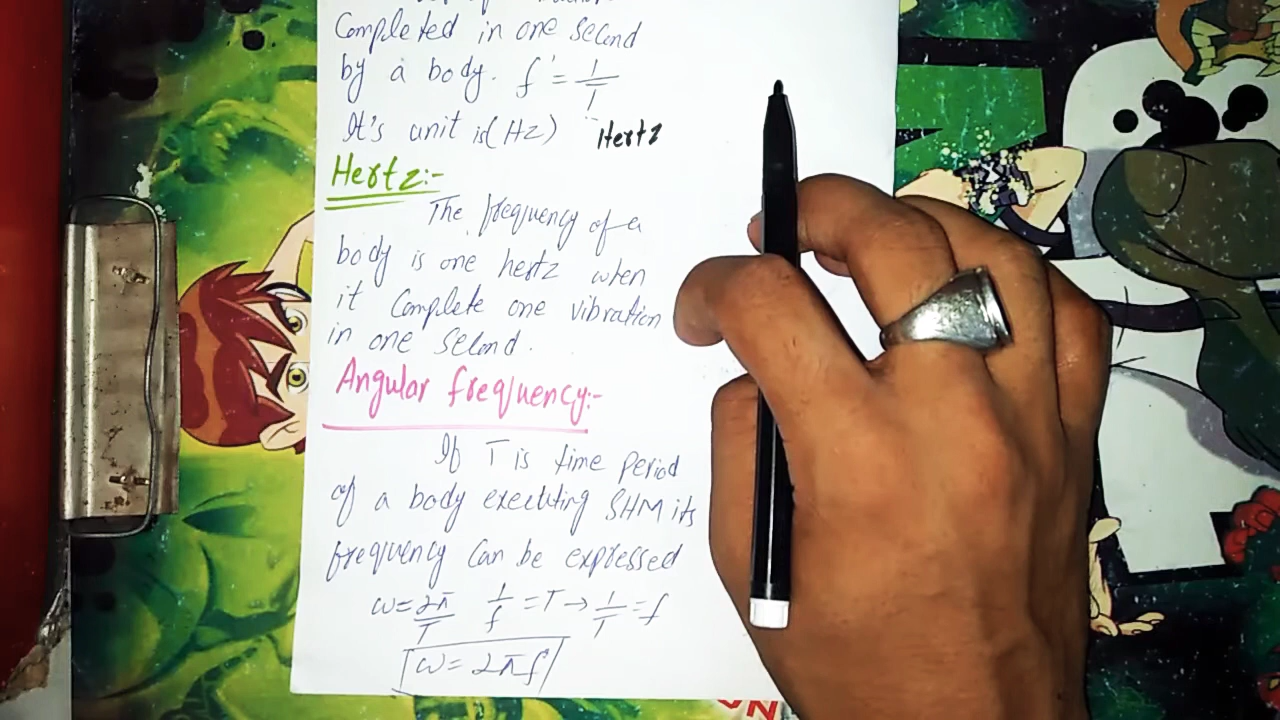 Completed in one second
by a body. f = 1/T
It's unit is (Hz) Hertz
Hertz:-
The frequency of a
body is one hertz when
it Complete one vibration
in one second.
Angular frequency:-
If T is time period
of a body executing SHM its
frequency can be expressed
ω = 2π/T 1/f = T → 1/T = f
ω = 2πf